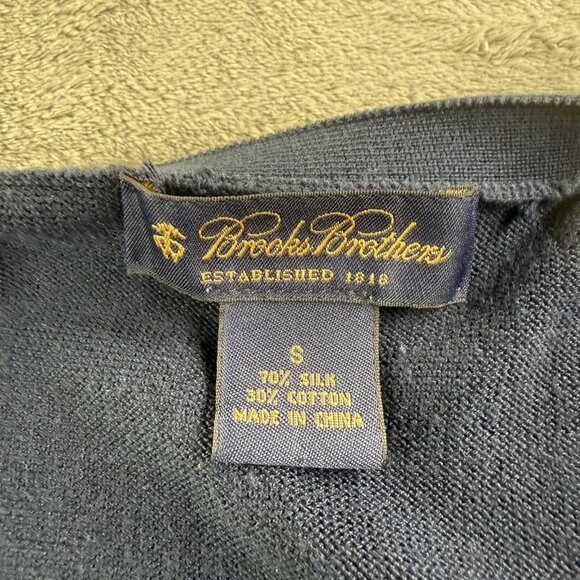 Brooks Brothers
ESTABLISHED 1818
S
70% SILK
30% COTTON
MADE IN CHINA